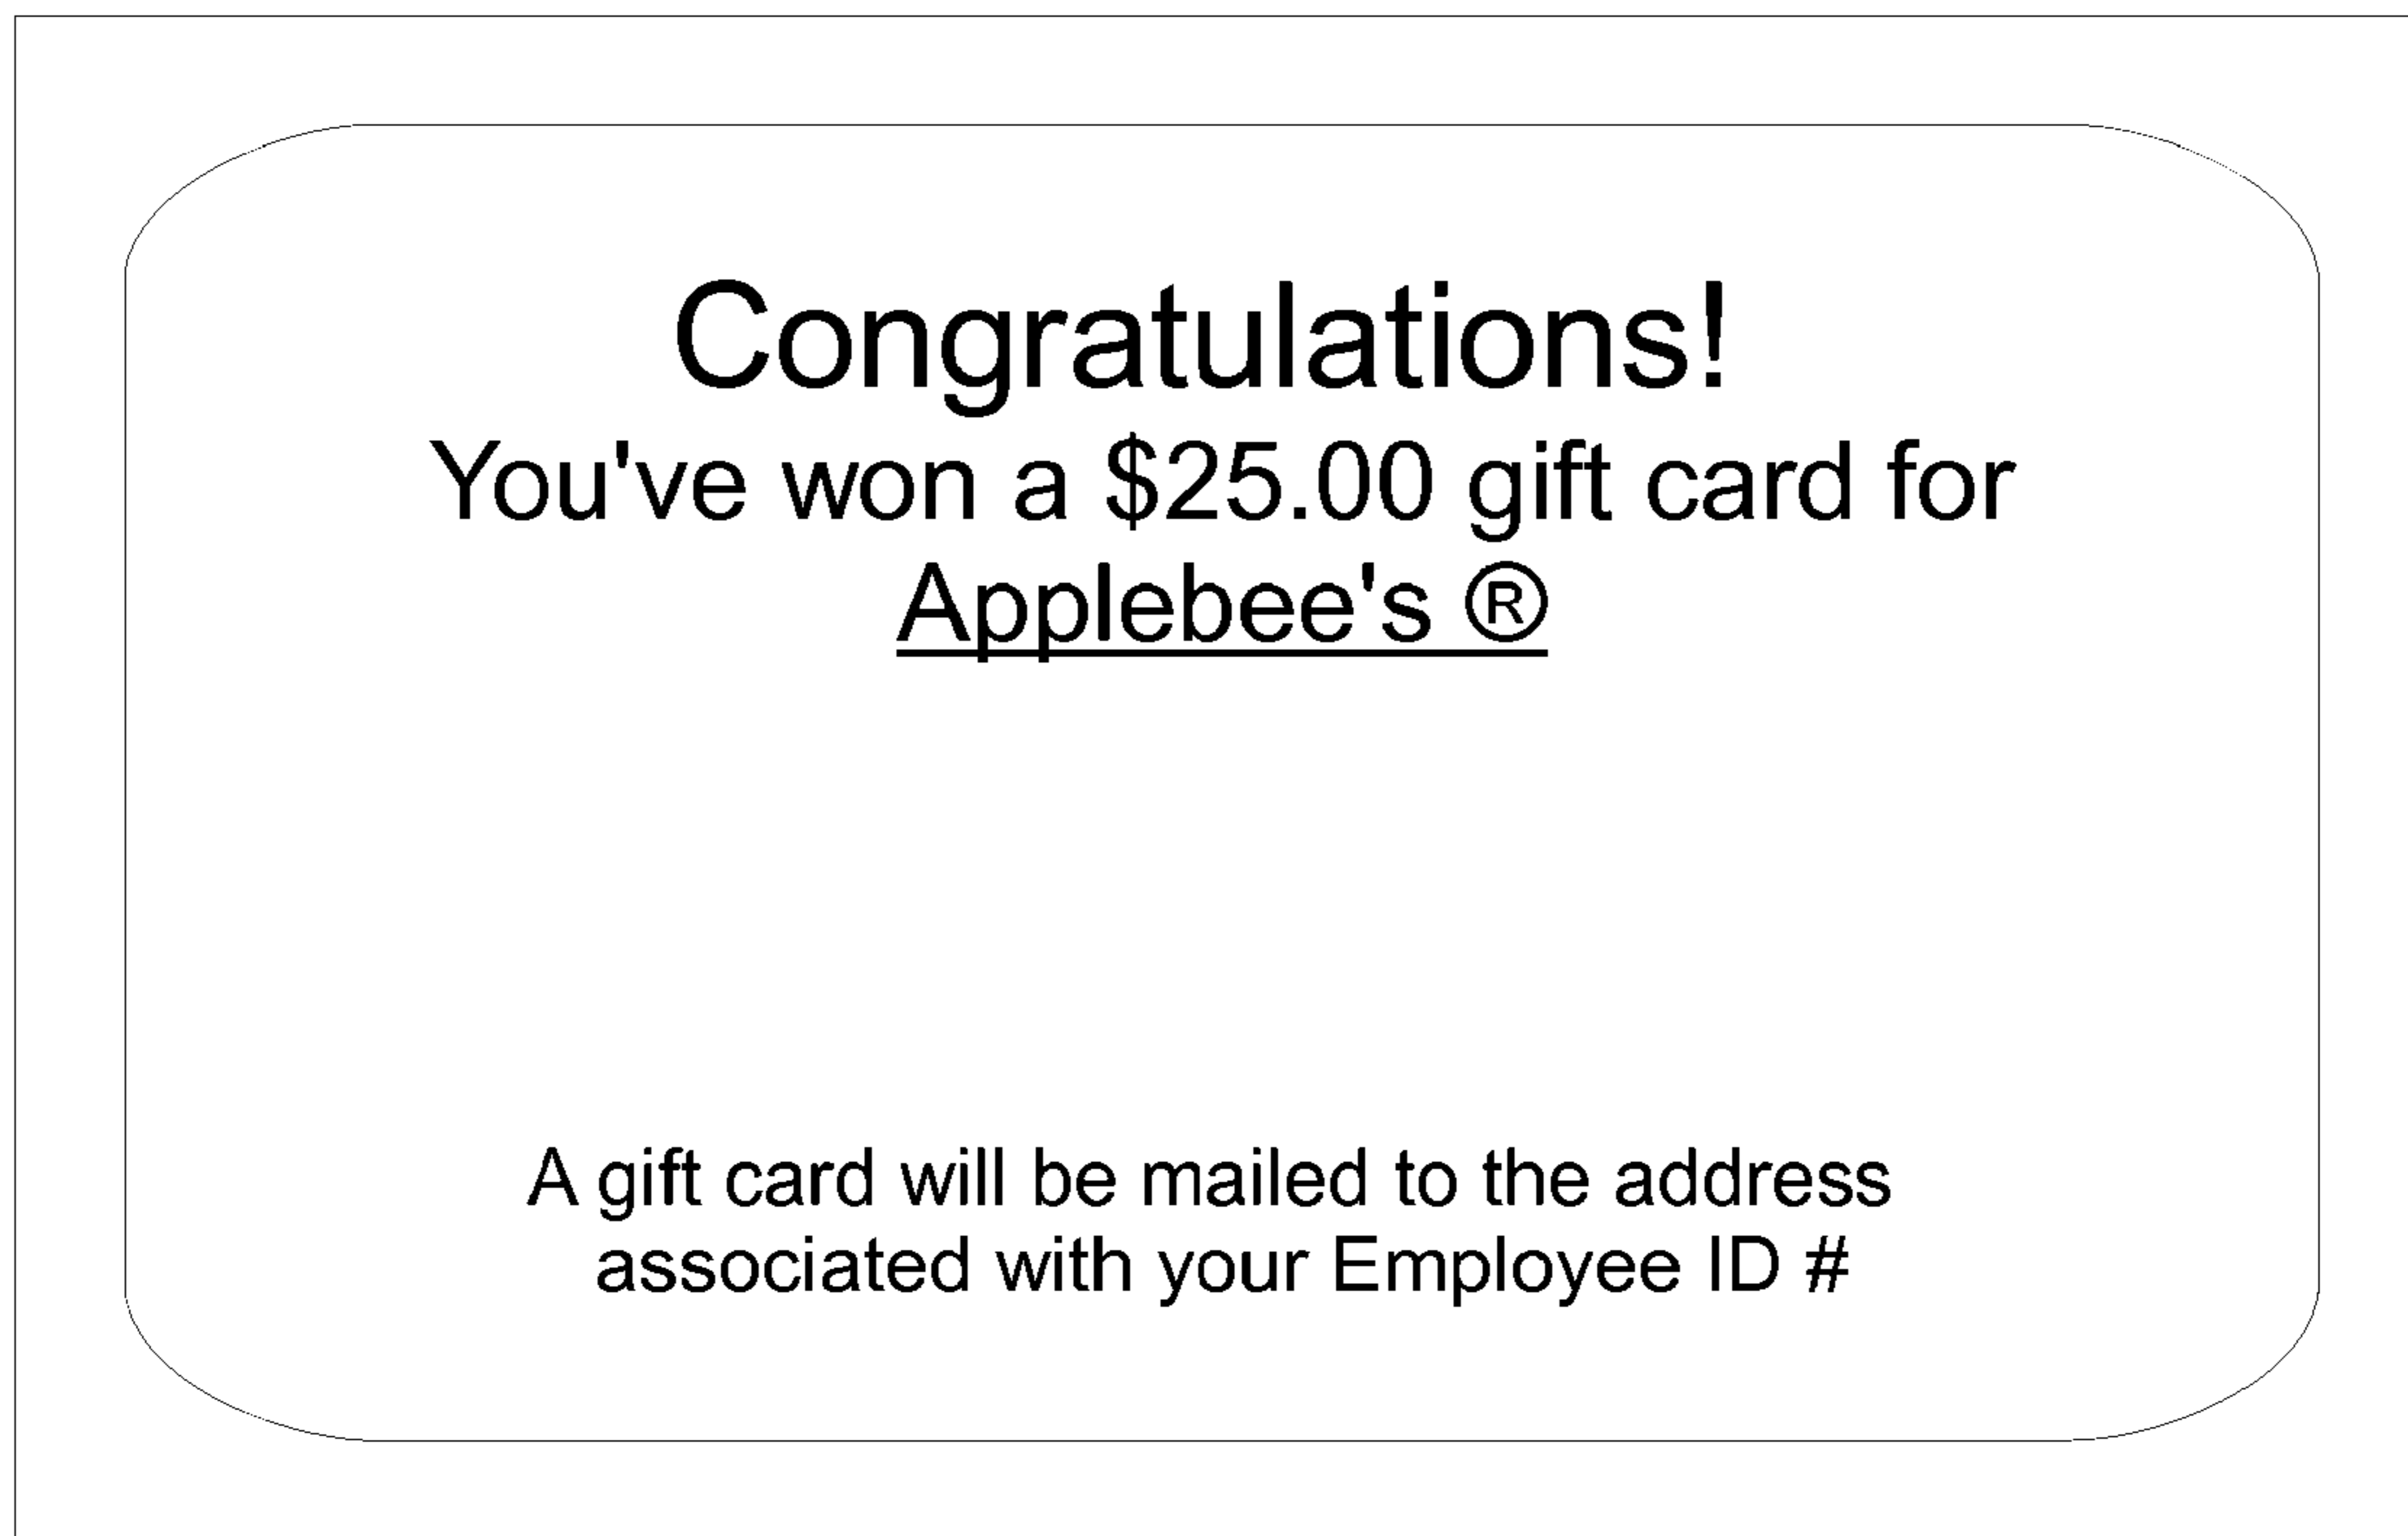 Congratulations!
You've won a $25.00 gift card for
Applebee's ®
A gift card will be mailed to the address
associated with your Employee ID #